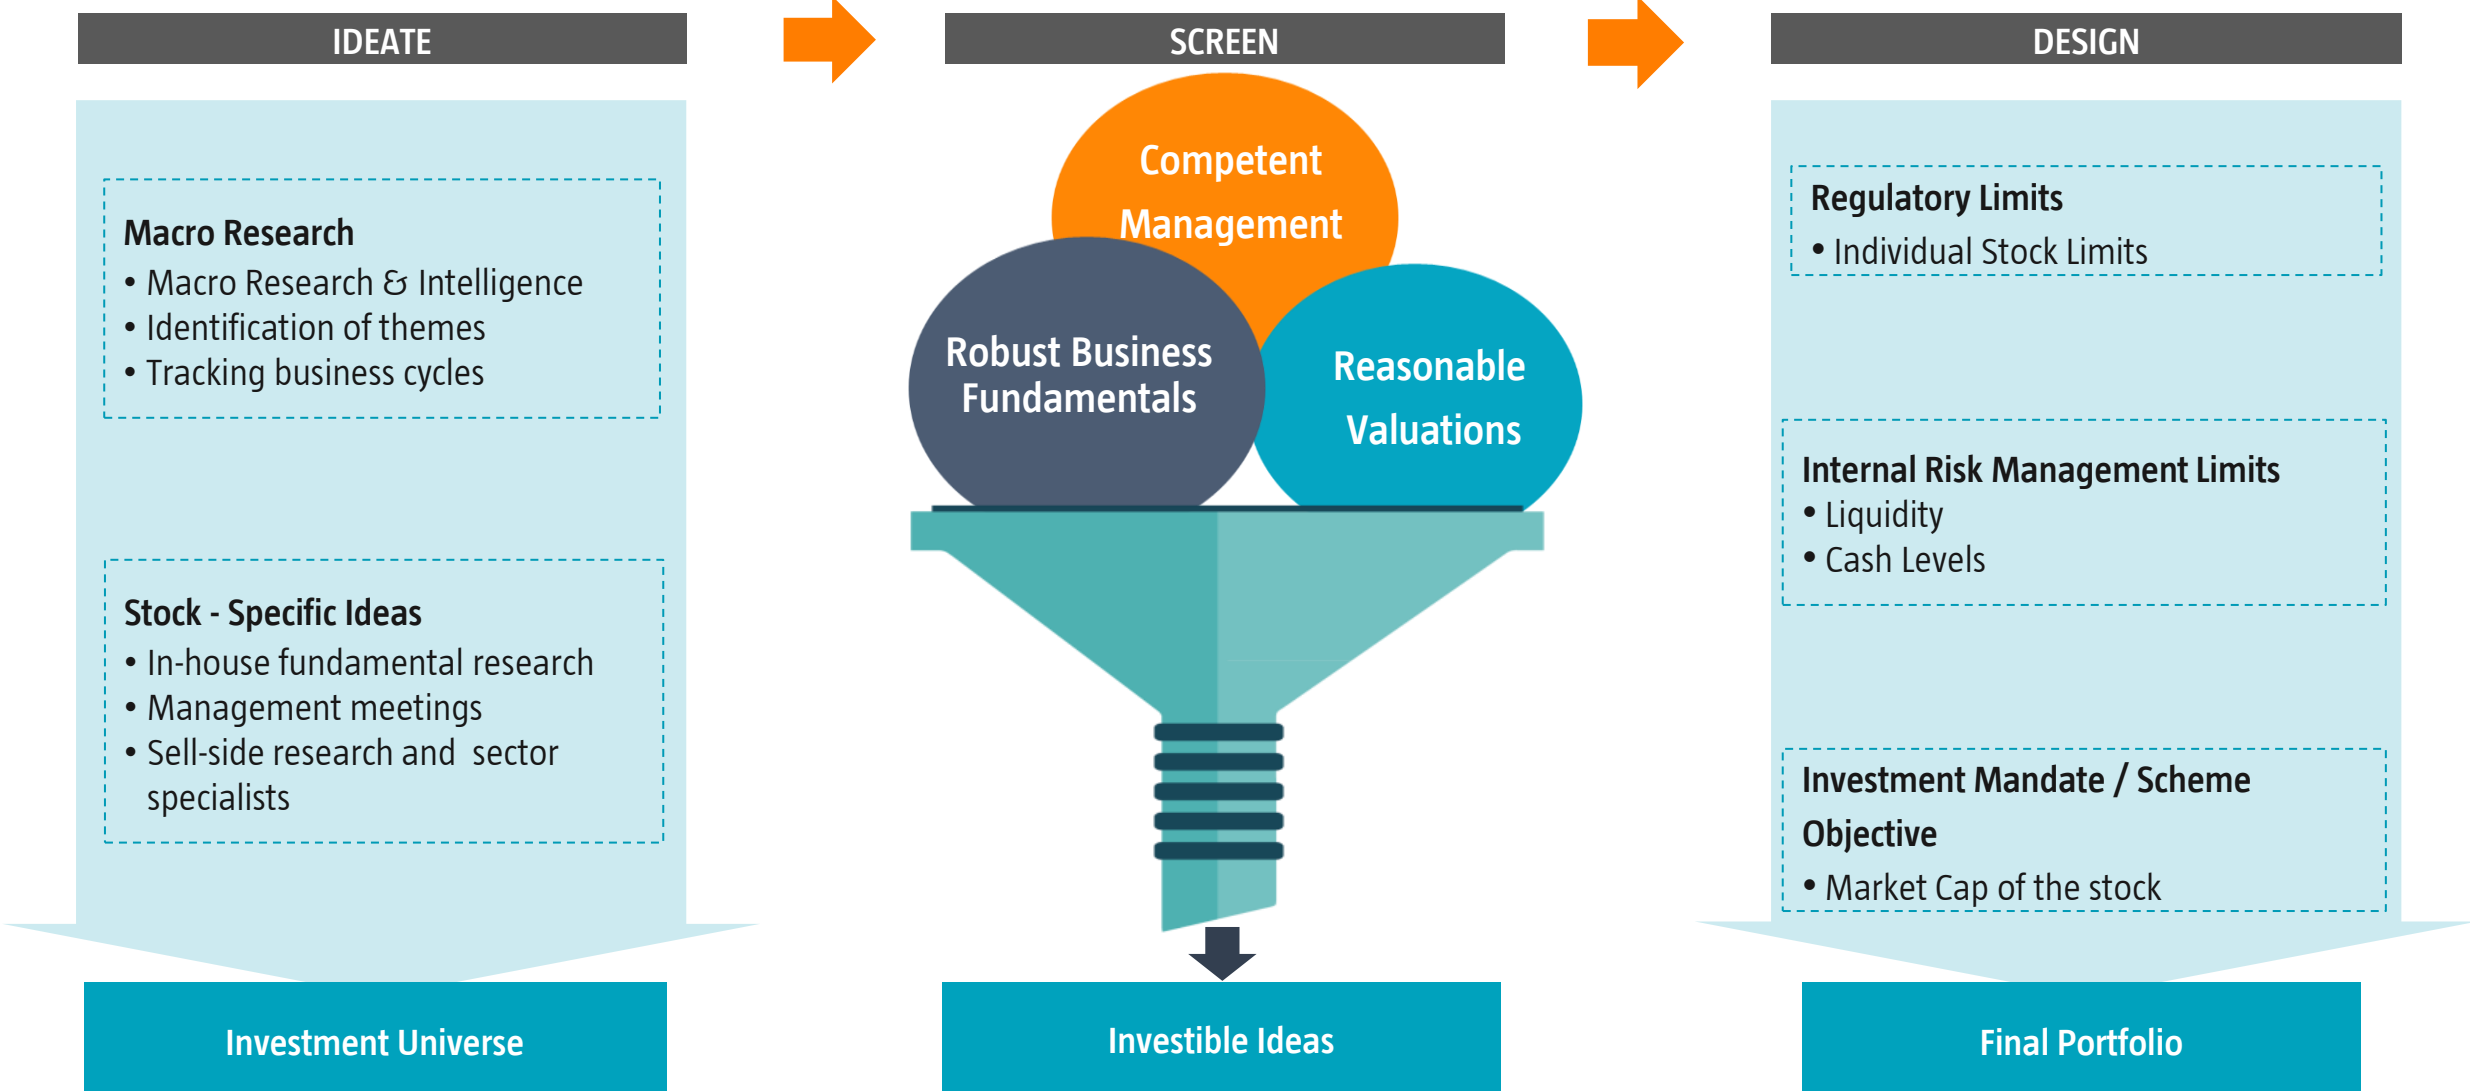 IDEATE
Macro Research
• Macro Research & Intelligence
• Identification of themes
• Tracking business cycles
Stock - Specific Ideas
• In-house fundamental research
• Management meetings
• Sell-side research and sector
specialists
Investment Universe
SCREEN
Competent
Management
Robust Business
Fundamentals
Reasonable
Valuations
Investible Ideas
DESIGN
Regulatory Limits
• Individual Stock Limits
Internal Risk Management Limits
• Liquidity
• Cash Levels
Investment Mandate / Scheme
Objective
• Market Cap of the stock
Final Portfolio